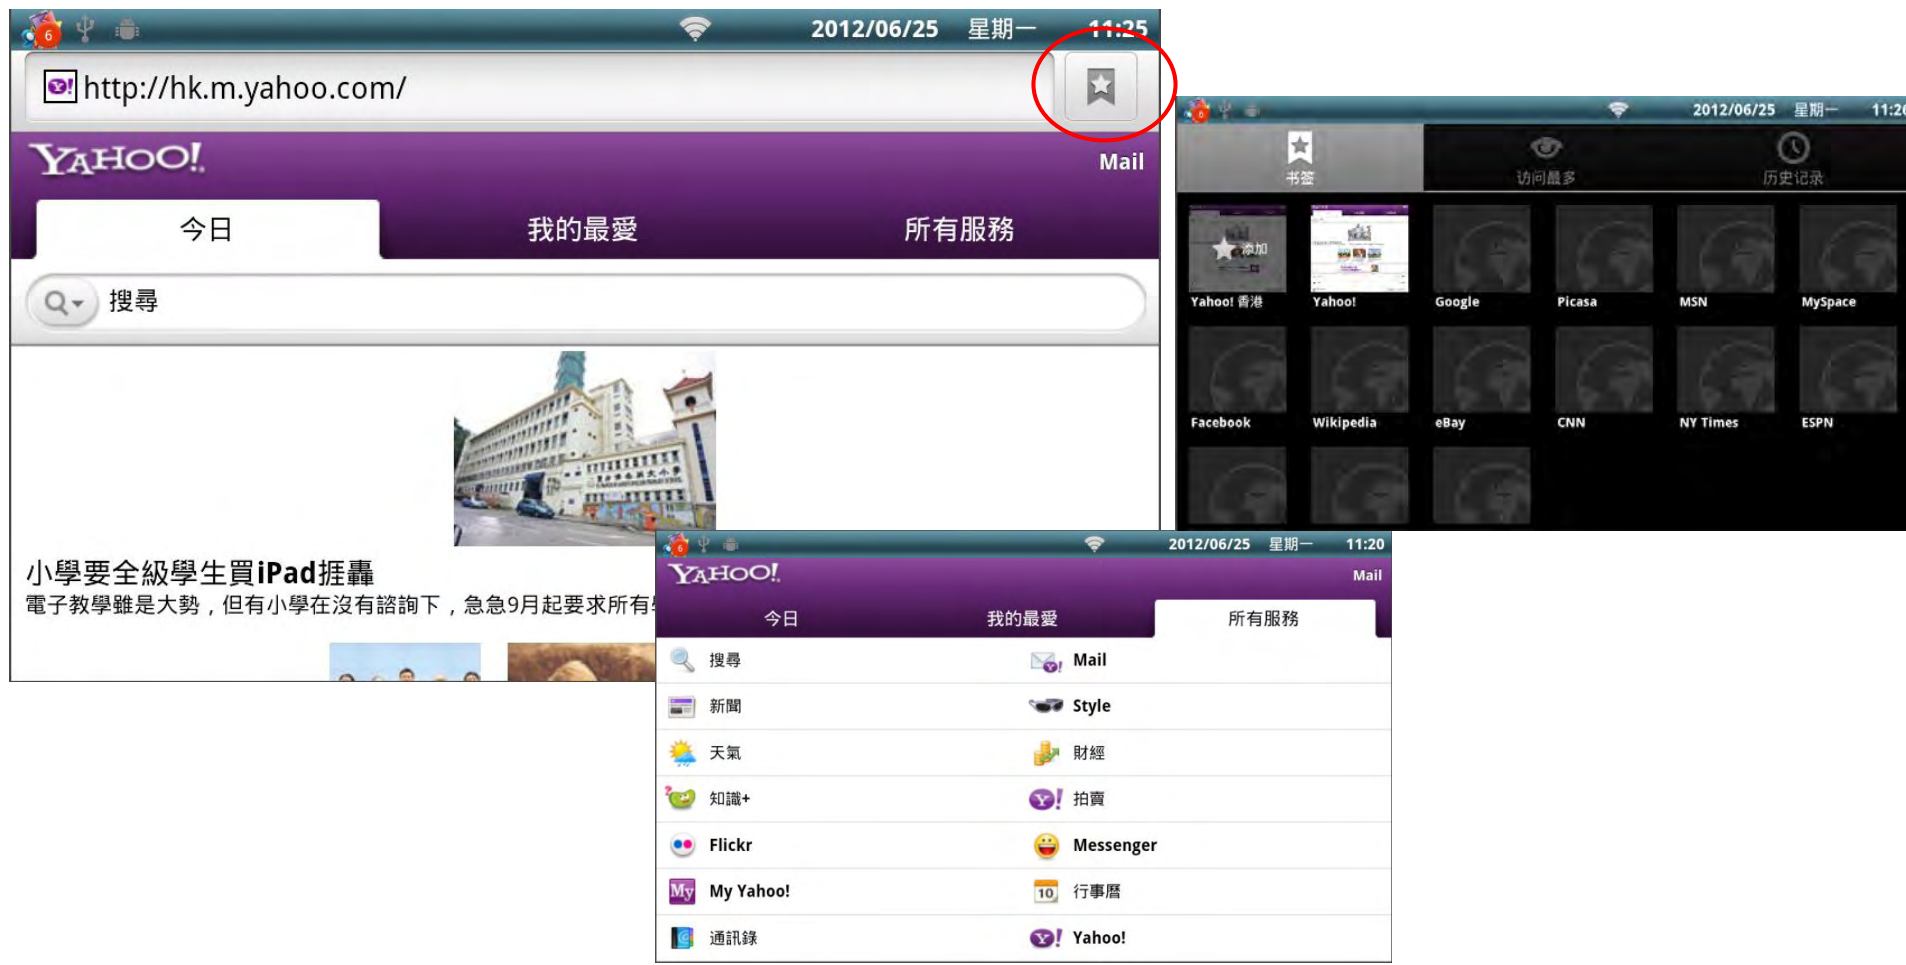 6
2012/06/25 星期一 11:25
http://hk.m.yahoo.com/
YAHOO!
Mail
今日 我的最愛 所有服務
搜尋
小學要全級學生買iPad捱轟
電子教學雖是大勢，但有小學在沒有諮詢下，急急9月起要求所有
6
2012/06/25 星期一
书签 访问最多 历史记录
添加
Yahoo! 香港 Yahoo! Google Picasa MSN MySpace
Facebook Wikipedia eBay CNN NY Times ESPN
6
2012/06/25 星期一 11:20
YAHOO!
Mail
今日 我的最愛 所有服務
搜尋 Mail
新聞 Style
天氣 財經
知識+ 拍賣
Flickr Messenger
My Yahoo! 10 行事曆
通訊錄 Yahoo!